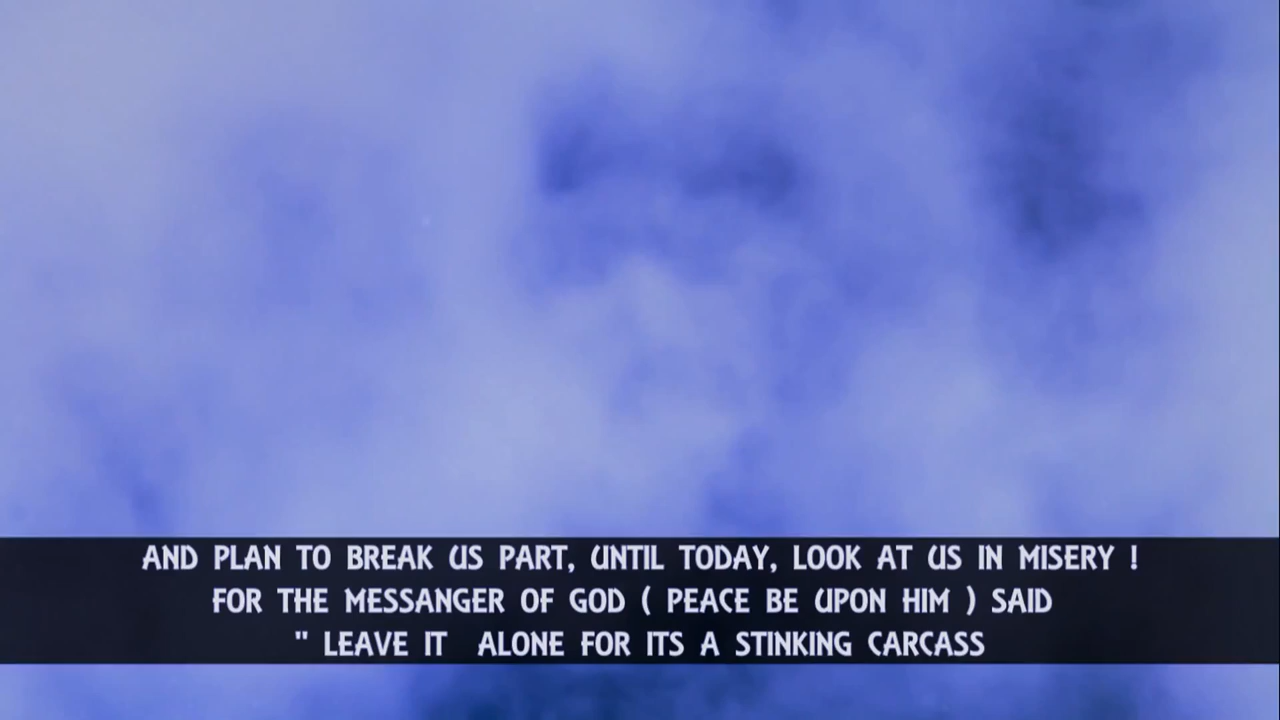 AND PLAN TO BREAK US PART, UNTIL TODAY, LOOK AT US IN MISERY !
FOR THE MESSANGER OF GOD ( PEACE BE UPON HIM ) SAID
" LEAVE IT ALONE FOR ITS A STINKING CARCASS